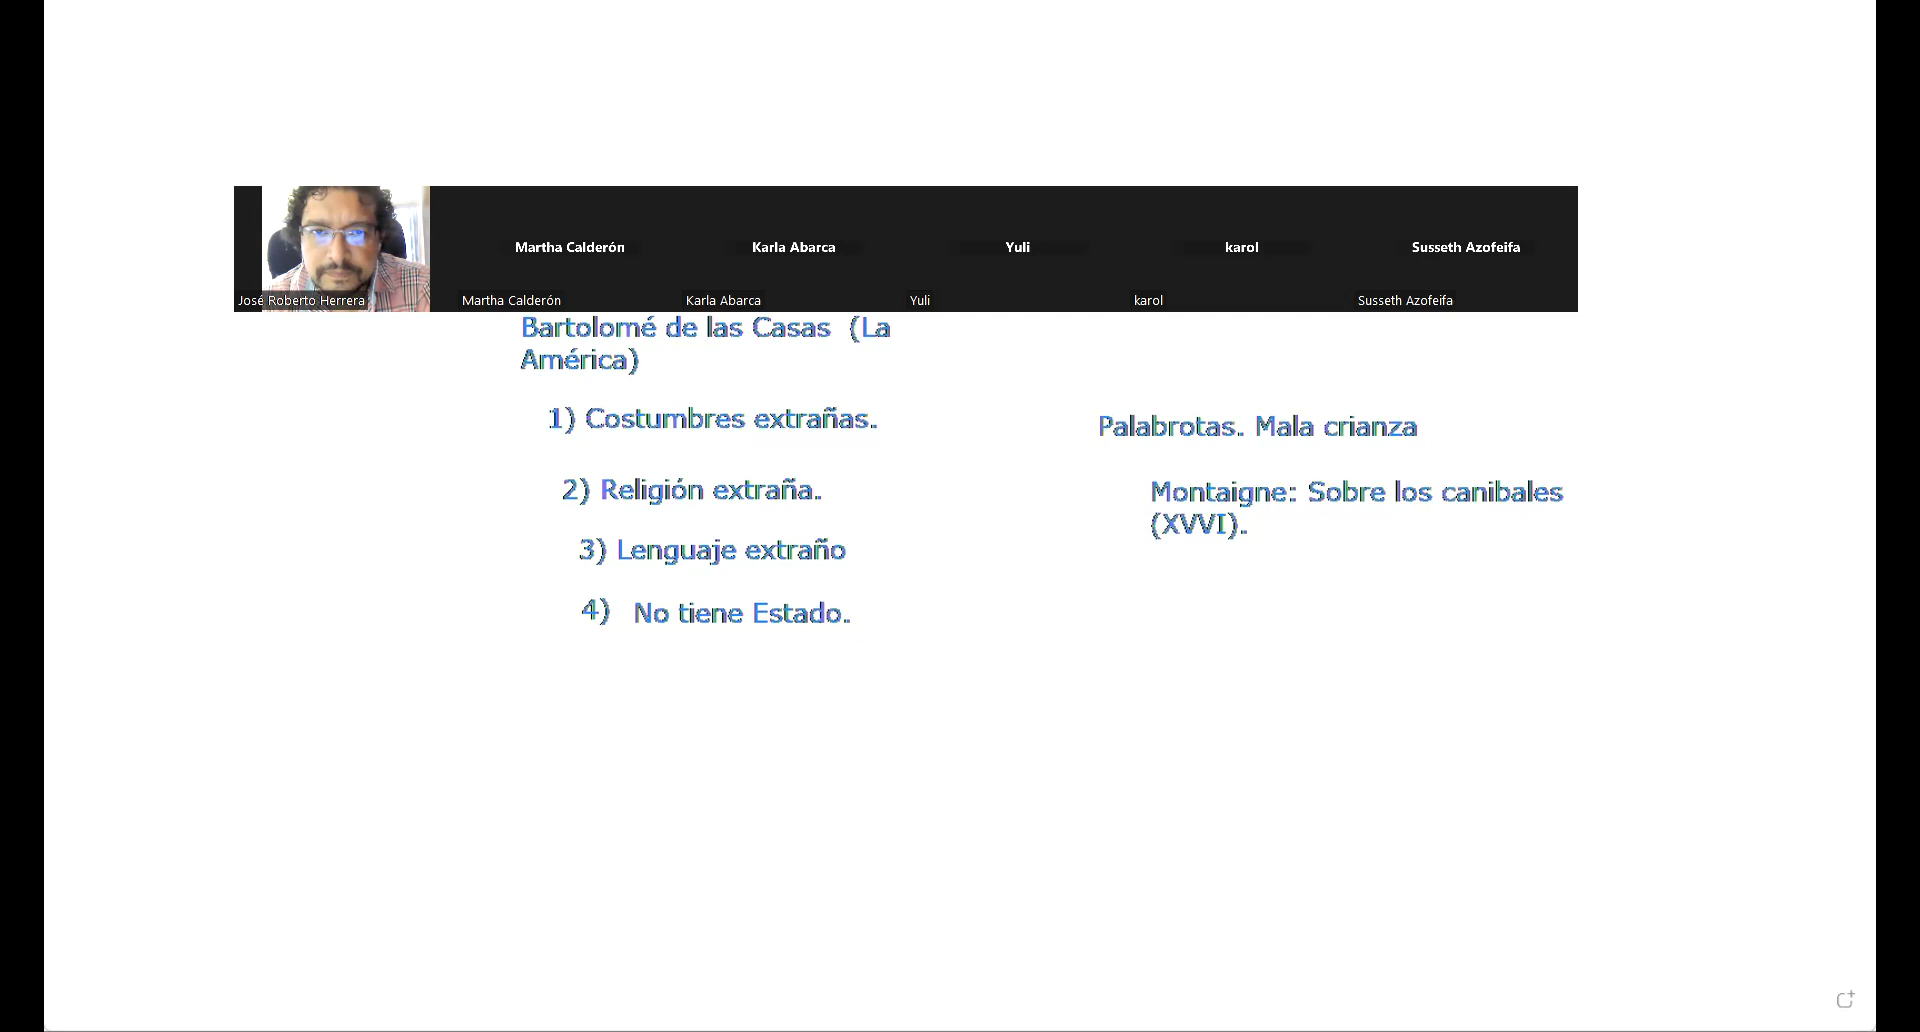 Martha Calderón
Karla Abarca
Yuli
karol
Susseth Azofeifa
José Roberto Herrera
Martha Calderón
Karla Abarca
Yuli
karol
Susseth Azofeifa
Bartolomé de las Casas (La
América)
1) Costumbres extrañas.
2) Religión extraña.
3) Lenguaje extraño
4) No tiene Estado.
Palabrotas. Mala crianza
Montaigne: Sobre los canibales
(XVVI).